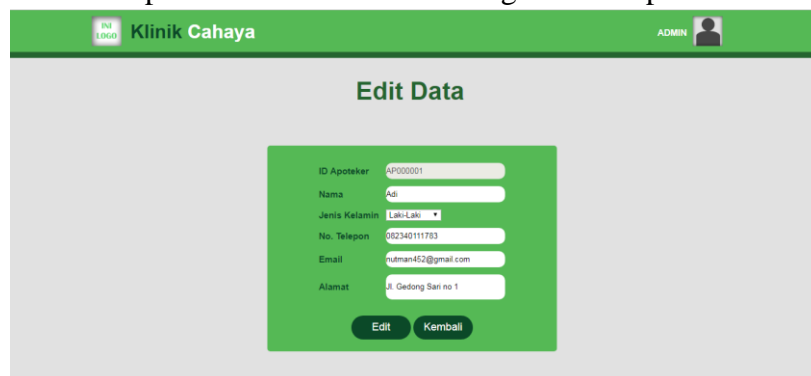 INI
LOGO
Klinik Cahaya
ADMIN
Edit Data
ID Apoteker AP000001
Nama Adi
Jenis Kelamin Laki-Laki
No. Telepon 082340111783
Email nutman452@gmail.com
Alamat Jl. Gedong Sari no 1
Edit Kembali